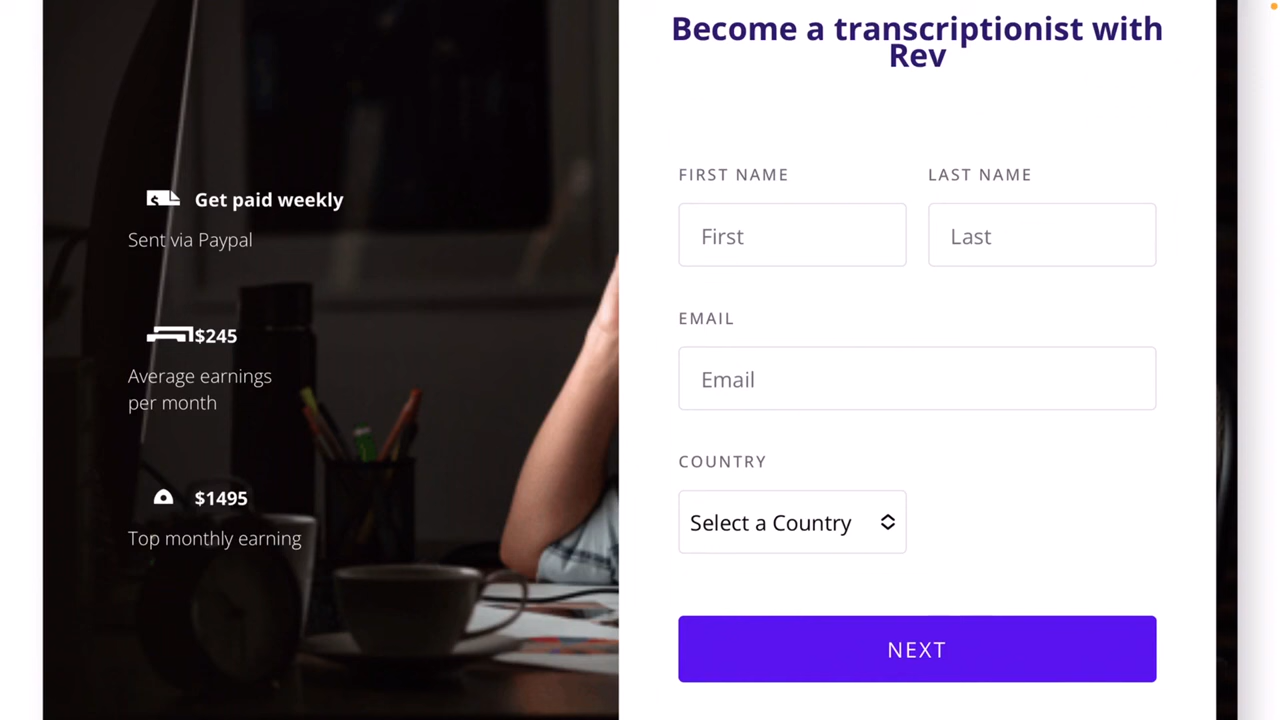 Become a transcriptionist with
Rev
Get paid weekly
Sent via Paypal
$245
Average earnings
per month
$1495
Top monthly earning
FIRST NAME
LAST NAME
First
Last
EMAIL
Email
COUNTRY
Select a Country
NEXT